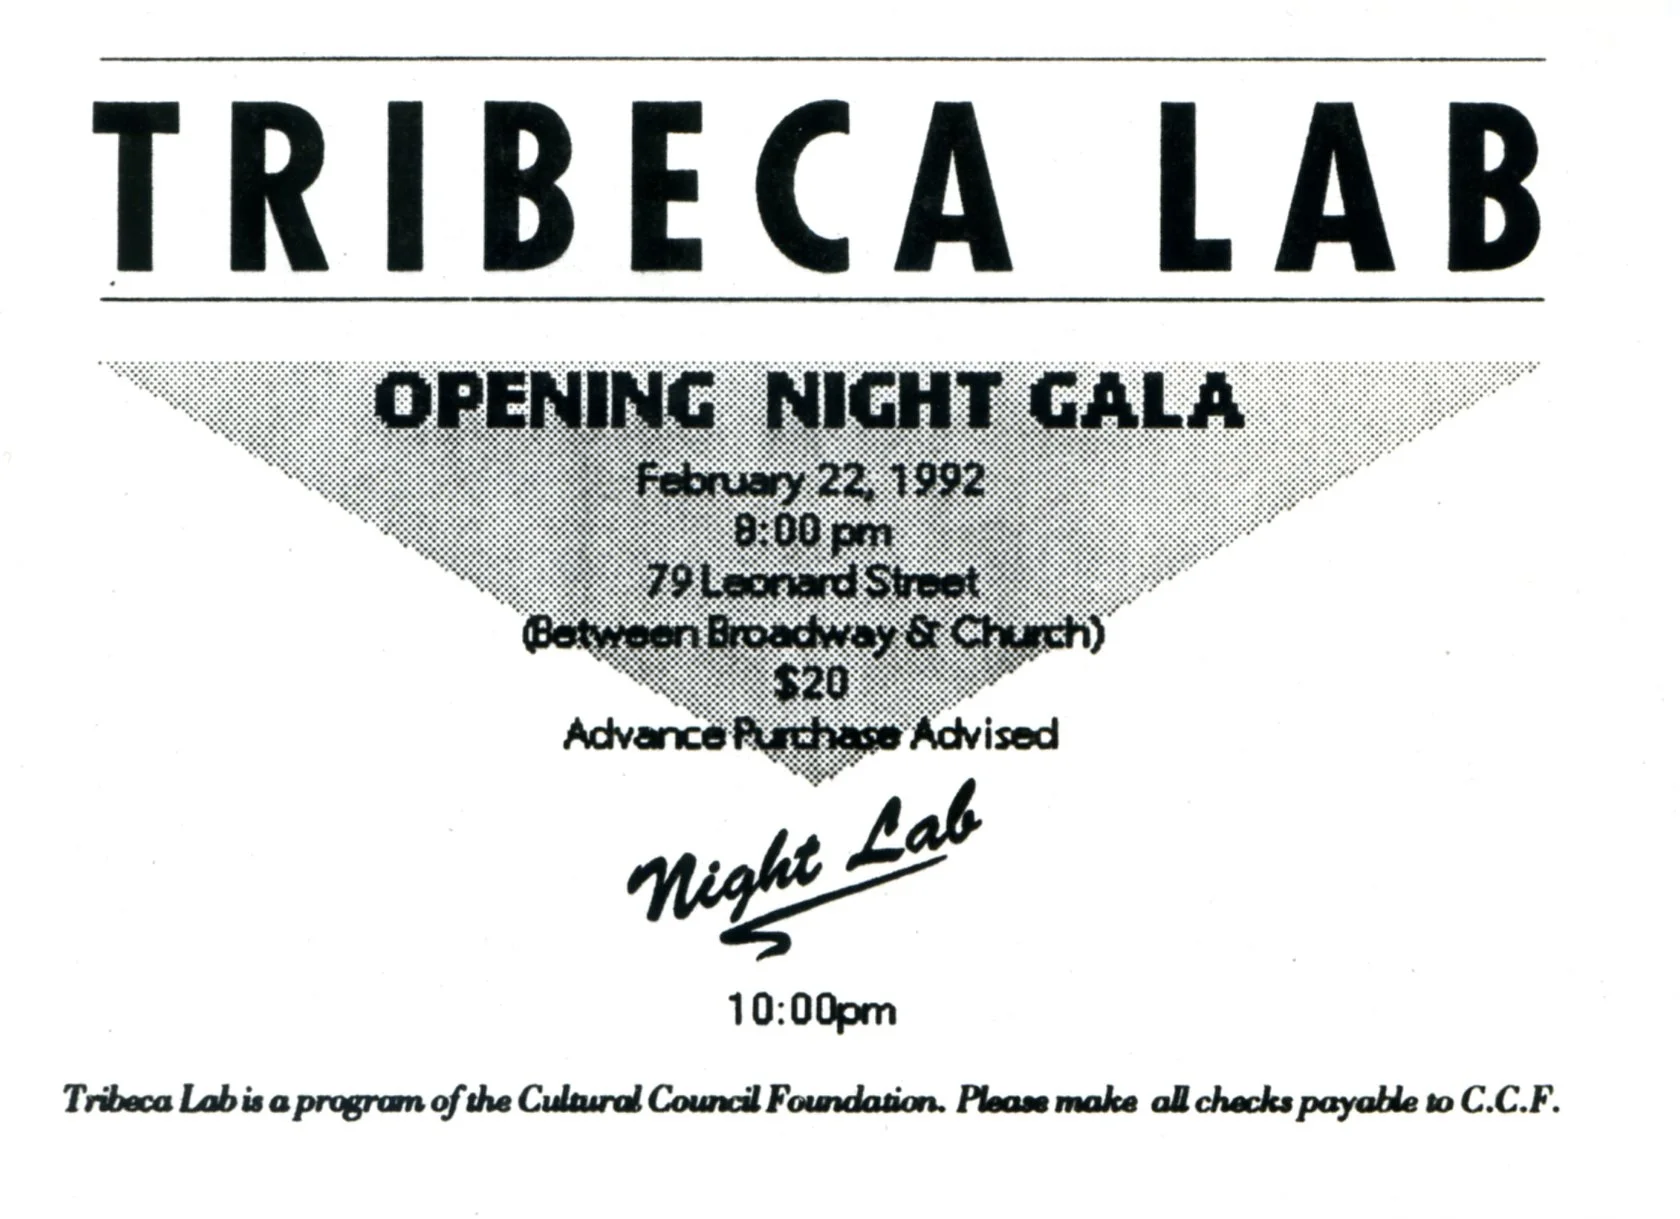 TRIBECA LAB
OPENING NIGHT GALA
February 22, 1992
8:00 pm
79 Leonard Street
(Between Broadway & Church)
$20
Advance Purchase Advised
Night Lab
10:00pm
Tribeca Lab is a program of the Cultural Council Foundation. Please make all checks payable to C.C.F.